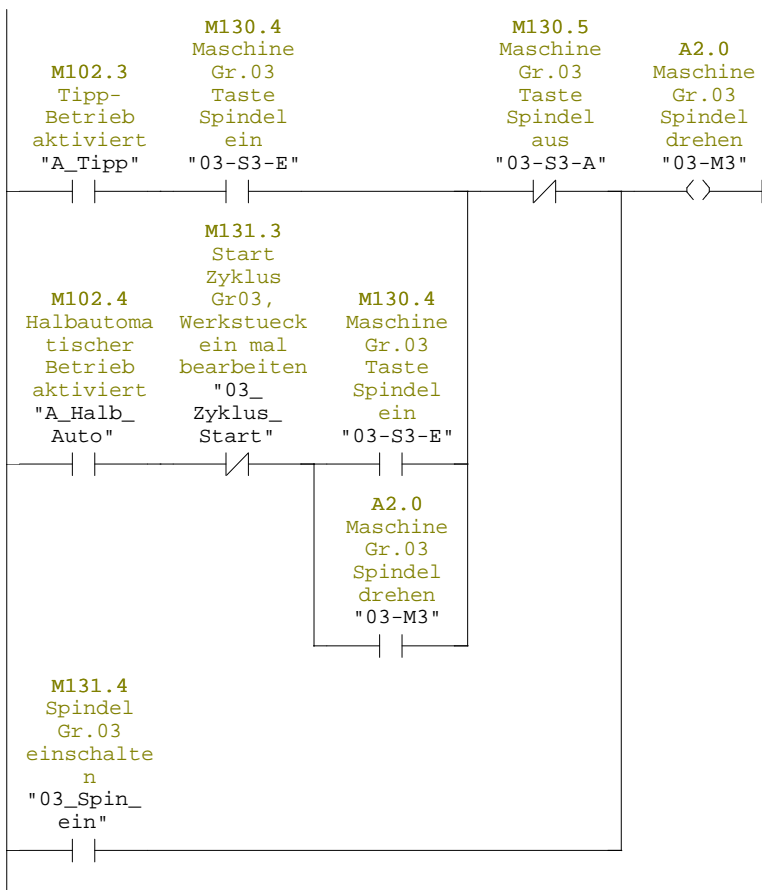 M130.4
Maschine
Gr.03
Taste
Spindel
ein
"03-S3-E"
M130.5
Maschine
Gr.03
Taste
Spindel
aus
"03-S3-A"
M102.3
Tipp-
Betrieb
aktiviert
"A_Tipp"
A2.0
Maschine
Gr.03
Spindel
drehen
"03-M3"
M131.3
Start
Zyklus
Gr03,
Werkstueck
ein mal
bearbeiten
"03_
Zyklus_
Start"
M102.4
Halbautoma
tischer
Betrieb
aktiviert
"A_Halb_
Auto"
M130.4
Maschine
Gr.03
Taste
Spindel
ein
"03-S3-E"
A2.0
Maschine
Gr.03
Spindel
drehen
"03-M3"
M131.4
Spindel
Gr.03
einschalte
n
"03_Spin_
ein"